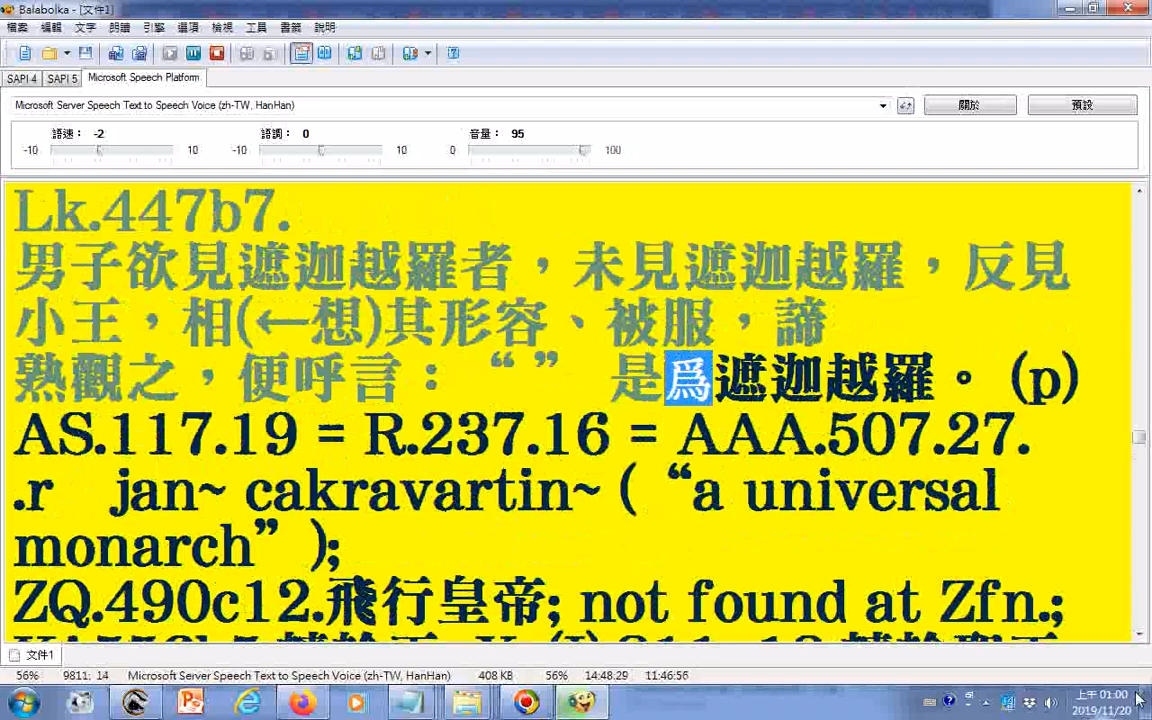 Balabolka - [文件1]
檔案 編輯 文字 朗讀 引擎 選項 檢視 工具 書籤 說明
SAPI 4 SAPI 5 Microsoft Speech Platform
Microsoft Server Speech Text to Speech Voice (zh-TW, HanHan)
關於 預設
語速： -2 語調： 0 音量： 95
-10 10 -10 10 0 100
Lk.447b7.
男子欲見遮迦越羅者，未見遮迦越羅，反見
小王，相(←想)其形容、被服，諦
熟觀之，便呼言：“ ” 是爲遮迦越羅。 (p)
AS.117.19 = R.237.16 = AAA.507.27.
.r jan~ cakravartin~ ( “a universal
monarch” );
ZQ.490c12.飛行皇帝; not found at Zfn.;
文件1
56% 9811: 14 Microsoft Server Speech Text to Speech Voice (zh-TW, HanHan) 408 KB 56% 14:48:29 11:46:56
上午 01:00
2019/11/20